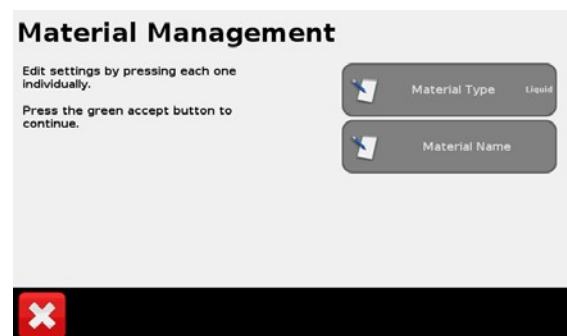 Material Management
Edit settings by pressing each one
individually.
Press the green accept button to
continue.
Material Type Liquid
Material Name